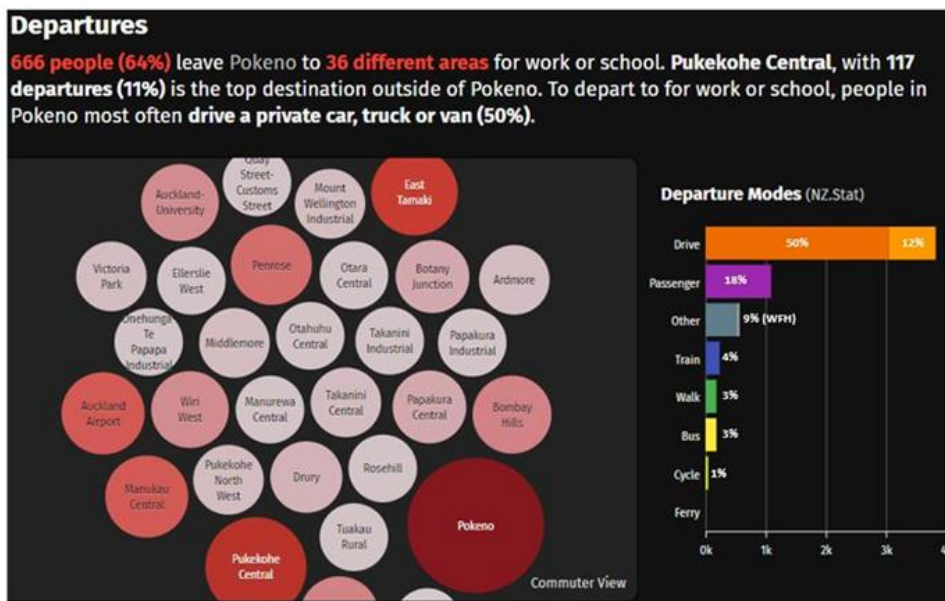 Departures
666 people (64%) leave Pokeno to 36 different areas for work or school. Pukekohe Central, with 117
departures (11%) is the top destination outside of Pokeno. To depart to for work or school, people in
Pokeno most often drive a private car, truck or van (50%).
Quay
Street-
Customs
Street
East
Tamaki
Auckland-
University
Mount
Wellington
Industrial
Victoria
Park
Ellerslie
West
Penrose
Otara
Central
Botany
Junction
Ardmore
Onehunga
Te
Papapa
Industrial
Middlemore
Otahuhu
Central
Takanini
Industrial
Papakura
Industrial
Auckland
Airport
Wiri
West
Manurewa
Central
Takanini
Central
Papakura
Central
Bombay
Hills
Manukau
Central
Pukekohe
North
West
Drury
Rosehill
Pokeno
Tuakau
Rural
Pukekohe
Central
Commuter View
Departure Modes (NZ.Stat)
Drive 50% 12%
Passenger 18%
Other 9% (WFH)
Train 4%
Walk 3%
Bus 3%
Cycle 1%
Ferry
0k 1k 2k 3k